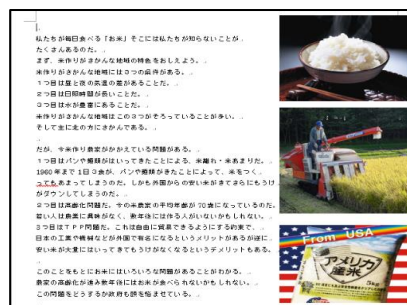 私たちが毎日食べる「お米」そこには私たちが知らないことが
たくさんあるのだ。
まず、米作りがさかんな地域の特色をおしえよう。
米作りがさかんな地域には３つの条件がある。
１つ目は昼と夜の気温の差があることだ。
２つ目は日照時間が長いことだ。
３つ目は水が豊富にあることだ。
米作りがさかんな地域はこの３つがそろっていることが多い。
そして主に北の方にさかんである。
だが、今米作り農家がかかえている問題がある。
１つ目はパンや麺類がはいってきたことによる、米離れ・米あまりだ。
1960年まで１日３食が、パンや麺類がきたことによって、米をつく
ってもあまってしまうのだ。しかも外国からの安い米がきてさらにもうけ
がダウンしてしまうのだ。
２つ目は高齢化問題だ。今の米農家の平均年齢が70歳になっているのだ。
若い人は農業に興味がなく、数年後には作る人がいないかもしれない。
３つ目はＴＰＰ問題だ。これは自由に貿易できるようにする約束で、
日本の工業や機械などが外国で有名になるというメリットがあるが逆に
安い米が大量にはいってきてもうけがなくなるというデメリットもある。
このことをもとにお米にはいろいろな問題があることがわかる。
農家の高齢化が進み数年後にはお米が食べられないかもしれない。
この問題をどうするか政府も頭を悩ませている。
From USA
アメリカ
産米
5kg